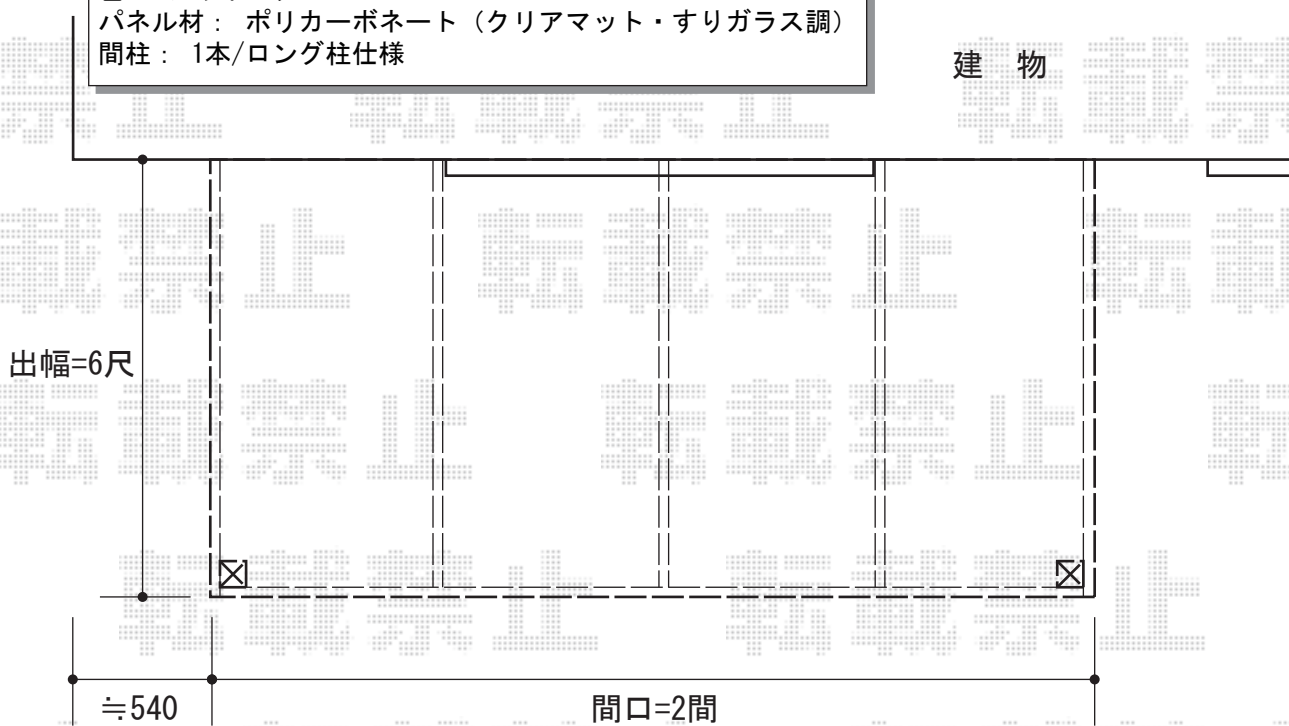 パネル材： ポリカーボネート（クリアマット・すりガラス調）
間柱： 1本/ロング柱仕様
建 物
転載禁止
出幅=6尺
≒540
間口=2間